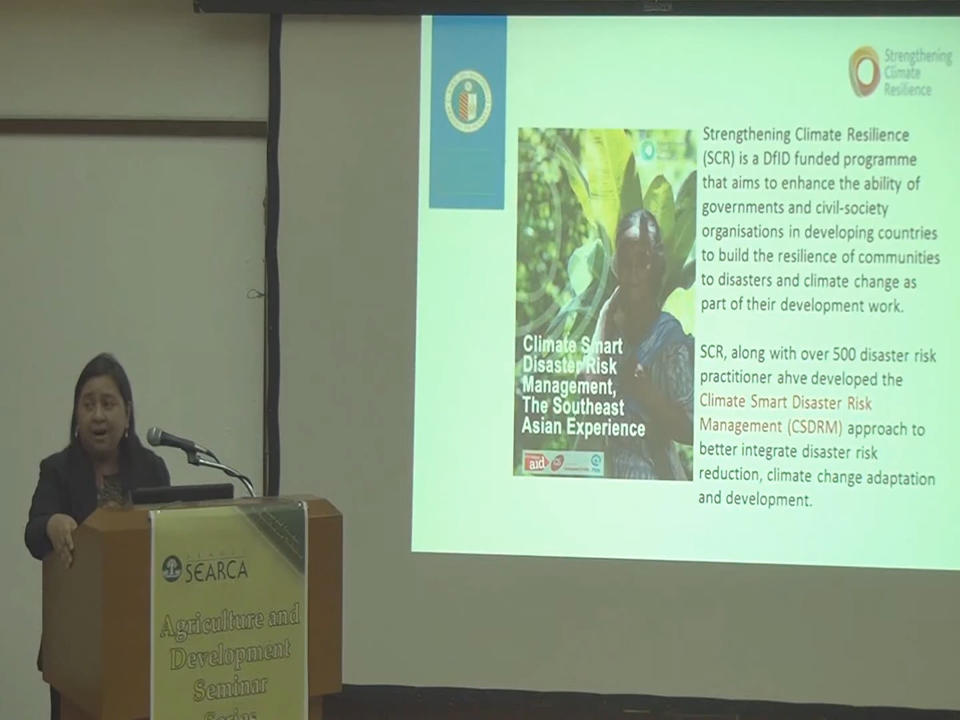 Strengthening
Climate
Resilience
Strengthening Climate Resilience
(SCR) is a DfID funded programme
that aims to enhance the ability of
governments and civil-society
organisations in developing countries
to build the resilience of communities
to disasters and climate change as
part of their development work.
SCR, along with over 500 disaster risk
practitioner ahve developed the
Climate Smart Disaster Risk
Management (CSDRM) approach to
better integrate disaster risk
reduction, climate change adaptation
and development.
Climate Smart
Disaster Risk
Management,
The Southeast
Asian Experience
aid
SEARCA
Agriculture and
Development
Seminar
Series